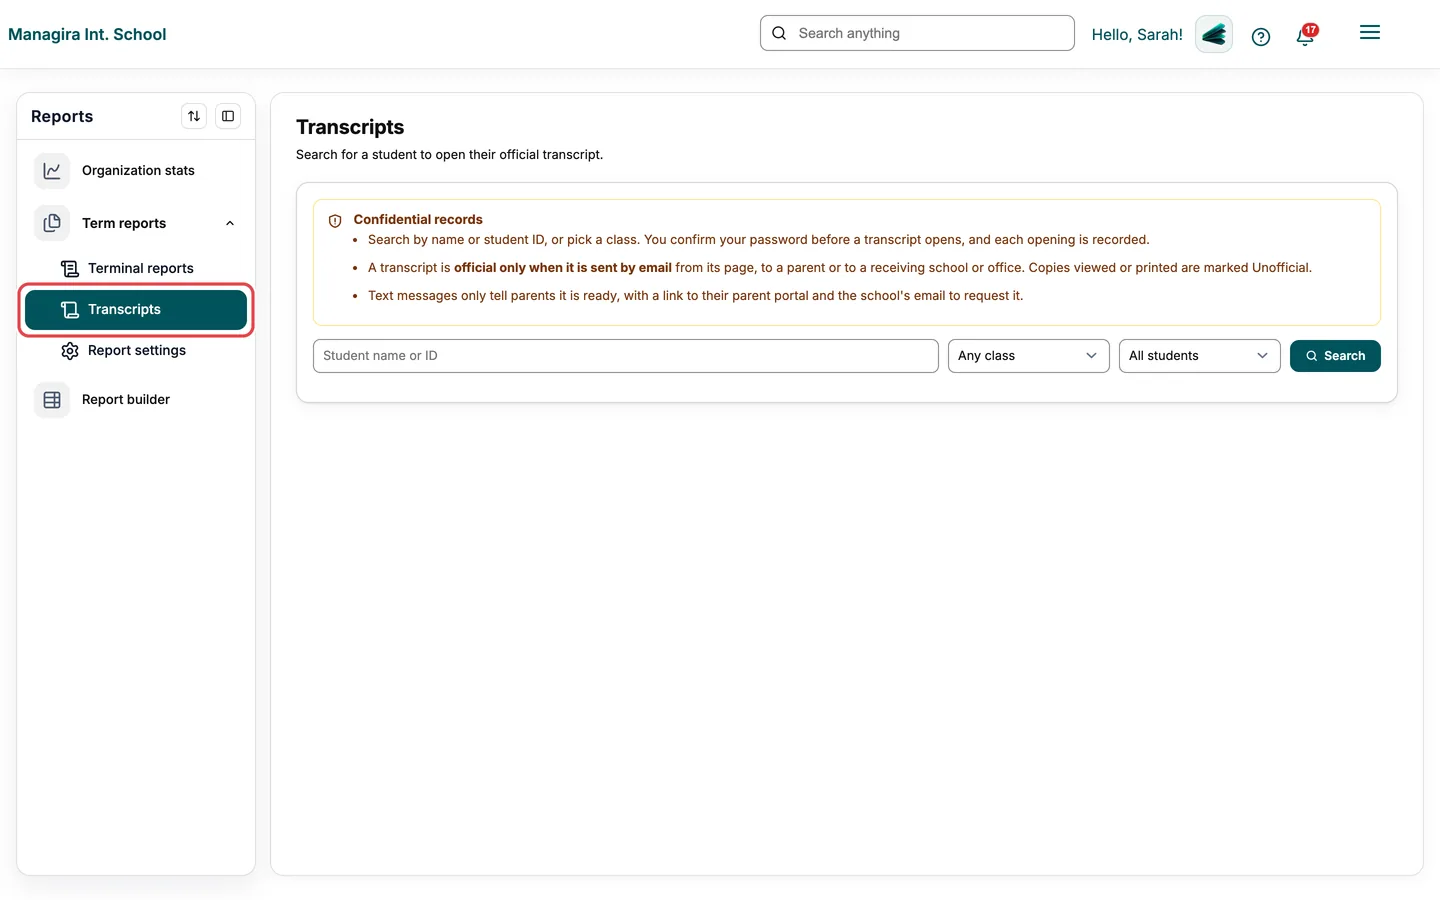 Managira Int. School
Search anything
Hello, Sarah!
17
Reports
Organization stats
Term reports
Terminal reports
Transcripts
Report settings
Report builder
Transcripts
Search for a student to open their official transcript.
Confidential records
• Search by name or student ID, or pick a class. You confirm your password before a transcript opens, and each opening is recorded.
• A transcript is official only when it is sent by email from its page, to a parent or to a receiving school or office. Copies viewed or printed are marked Unofficial.
• Text messages only tell parents it is ready, with a link to their parent portal and the school's email to request it.
Student name or ID
Any class
All students
Search